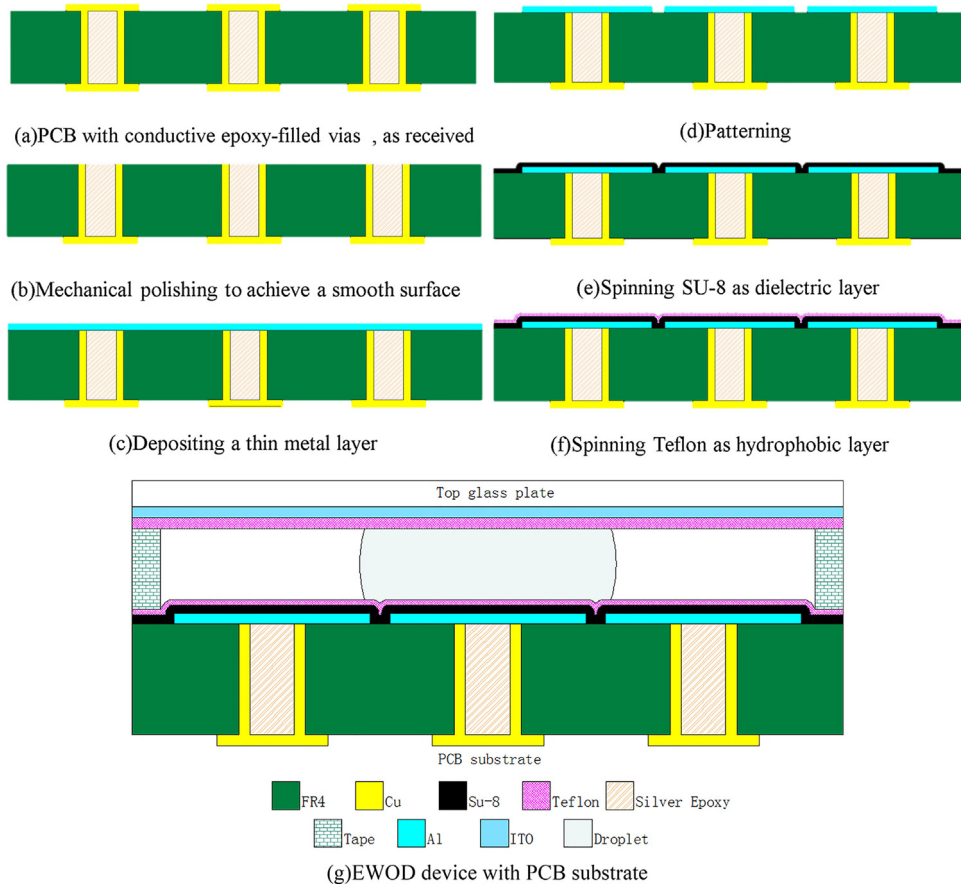 (a)PCB with conductive epoxy-filled vias , as received
(b)Mechanical polishing to achieve a smooth surface
(c)Depositing a thin metal layer
(d)Patterning
(e)Spinning SU-8 as dielectric layer
(f)Spinning Teflon as hydrophobic layer
Top glass plate
PCB substrate
FR4 Cu Su-8 Teflon Silver Epoxy
Tape Al ITO Droplet
(g)EWOD device with PCB substrate